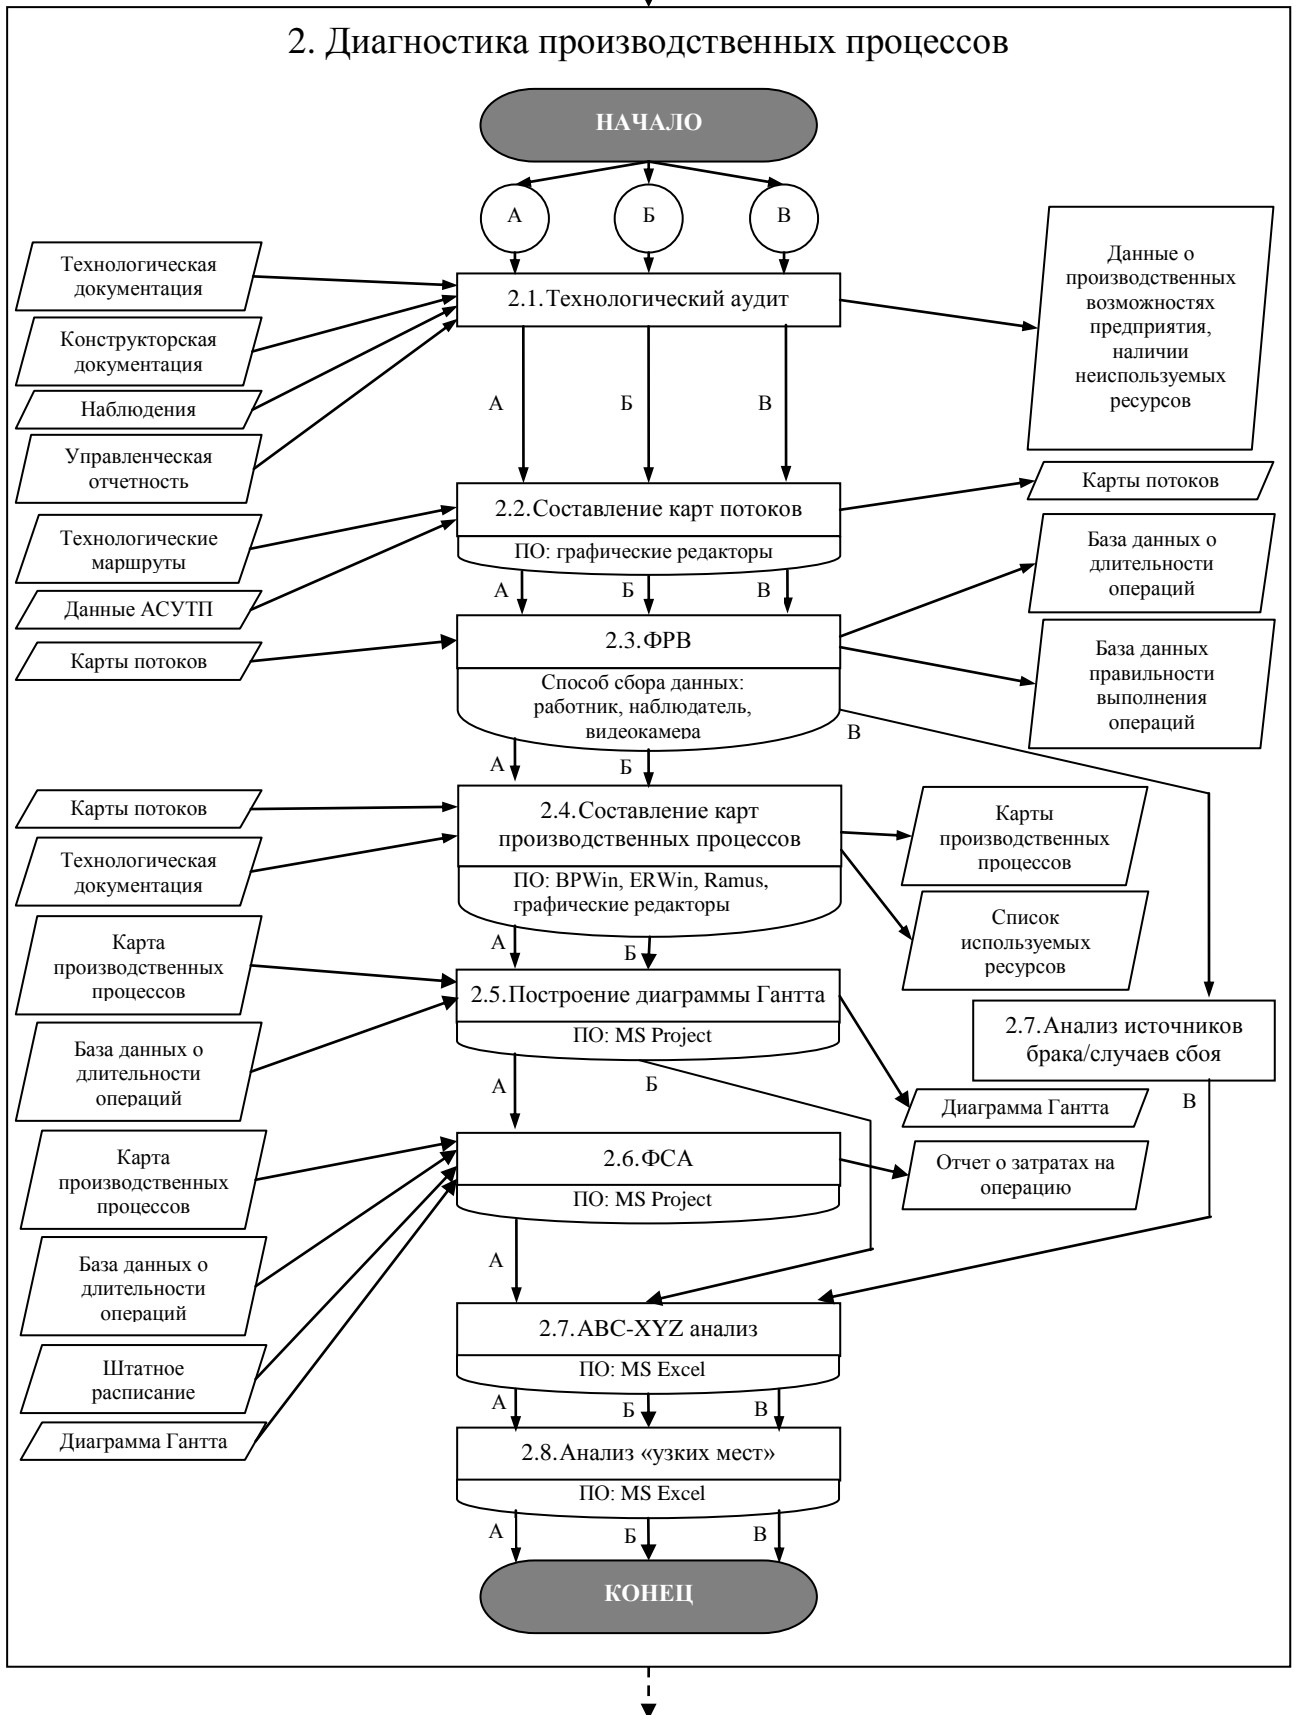 2. Диагностика производственных процессов
НАЧАЛО
А
Б
В
Технологическая
документация
Конструкторская
документация
Наблюдения
Управленческая
отчетность
2.1.Технологический аудит
Данные о
производственных
возможностях
предприятия,
наличии
неиспользуемых
ресурсов
А
Б
В
Технологические
маршруты
Данные АСУТП
2.2.Составление карт потоков
ПО: графические редакторы
Карты потоков
А
Б
В
Карты потоков
2.3.ФРВ
Способ сбора данных:
работник, наблюдатель,
видеокамера
База данных о
длительности
операций
База данных
правильности
выполнения
операций
А
Б
В
Карты потоков
Технологическая
документация
2.4.Составление карт
производственных процессов
ПО: BPWin, ERWin, Ramus,
графические редакторы
Карты
производственных
процессов
Список
используемых
ресурсов
А
Б
Карта
производственных
процессов
База данных о
длительности
операций
2.5.Построение диаграммы Гантта
ПО: MS Project
2.7.Анализ источников
брака/случаев сбоя
А
Б
В
Диаграмма Гантта
Карта
производственных
процессов
База данных о
длительности
операций
Штатное
расписание
Диаграмма Гантта
2.6.ФСА
ПО: MS Project
Отчет о затратах на
операцию
А
2.7.ABC-XYZ анализ
ПО: MS Excel
А
Б
В
2.8.Анализ «узких мест»
ПО: MS Excel
А
Б
В
КОНЕЦ